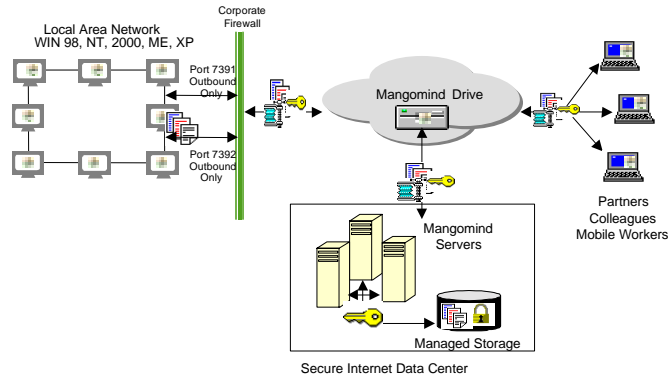 Corporate
Firewall
Local Area Network
WIN 98, NT, 2000, ME, XP
Port 7391
Outbound
Only
Port 7392
Outbound
Only
Mangomind Drive
Partners
Colleagues
Mobile Workers
Mangomind
Servers
Managed Storage
Secure Internet Data Center